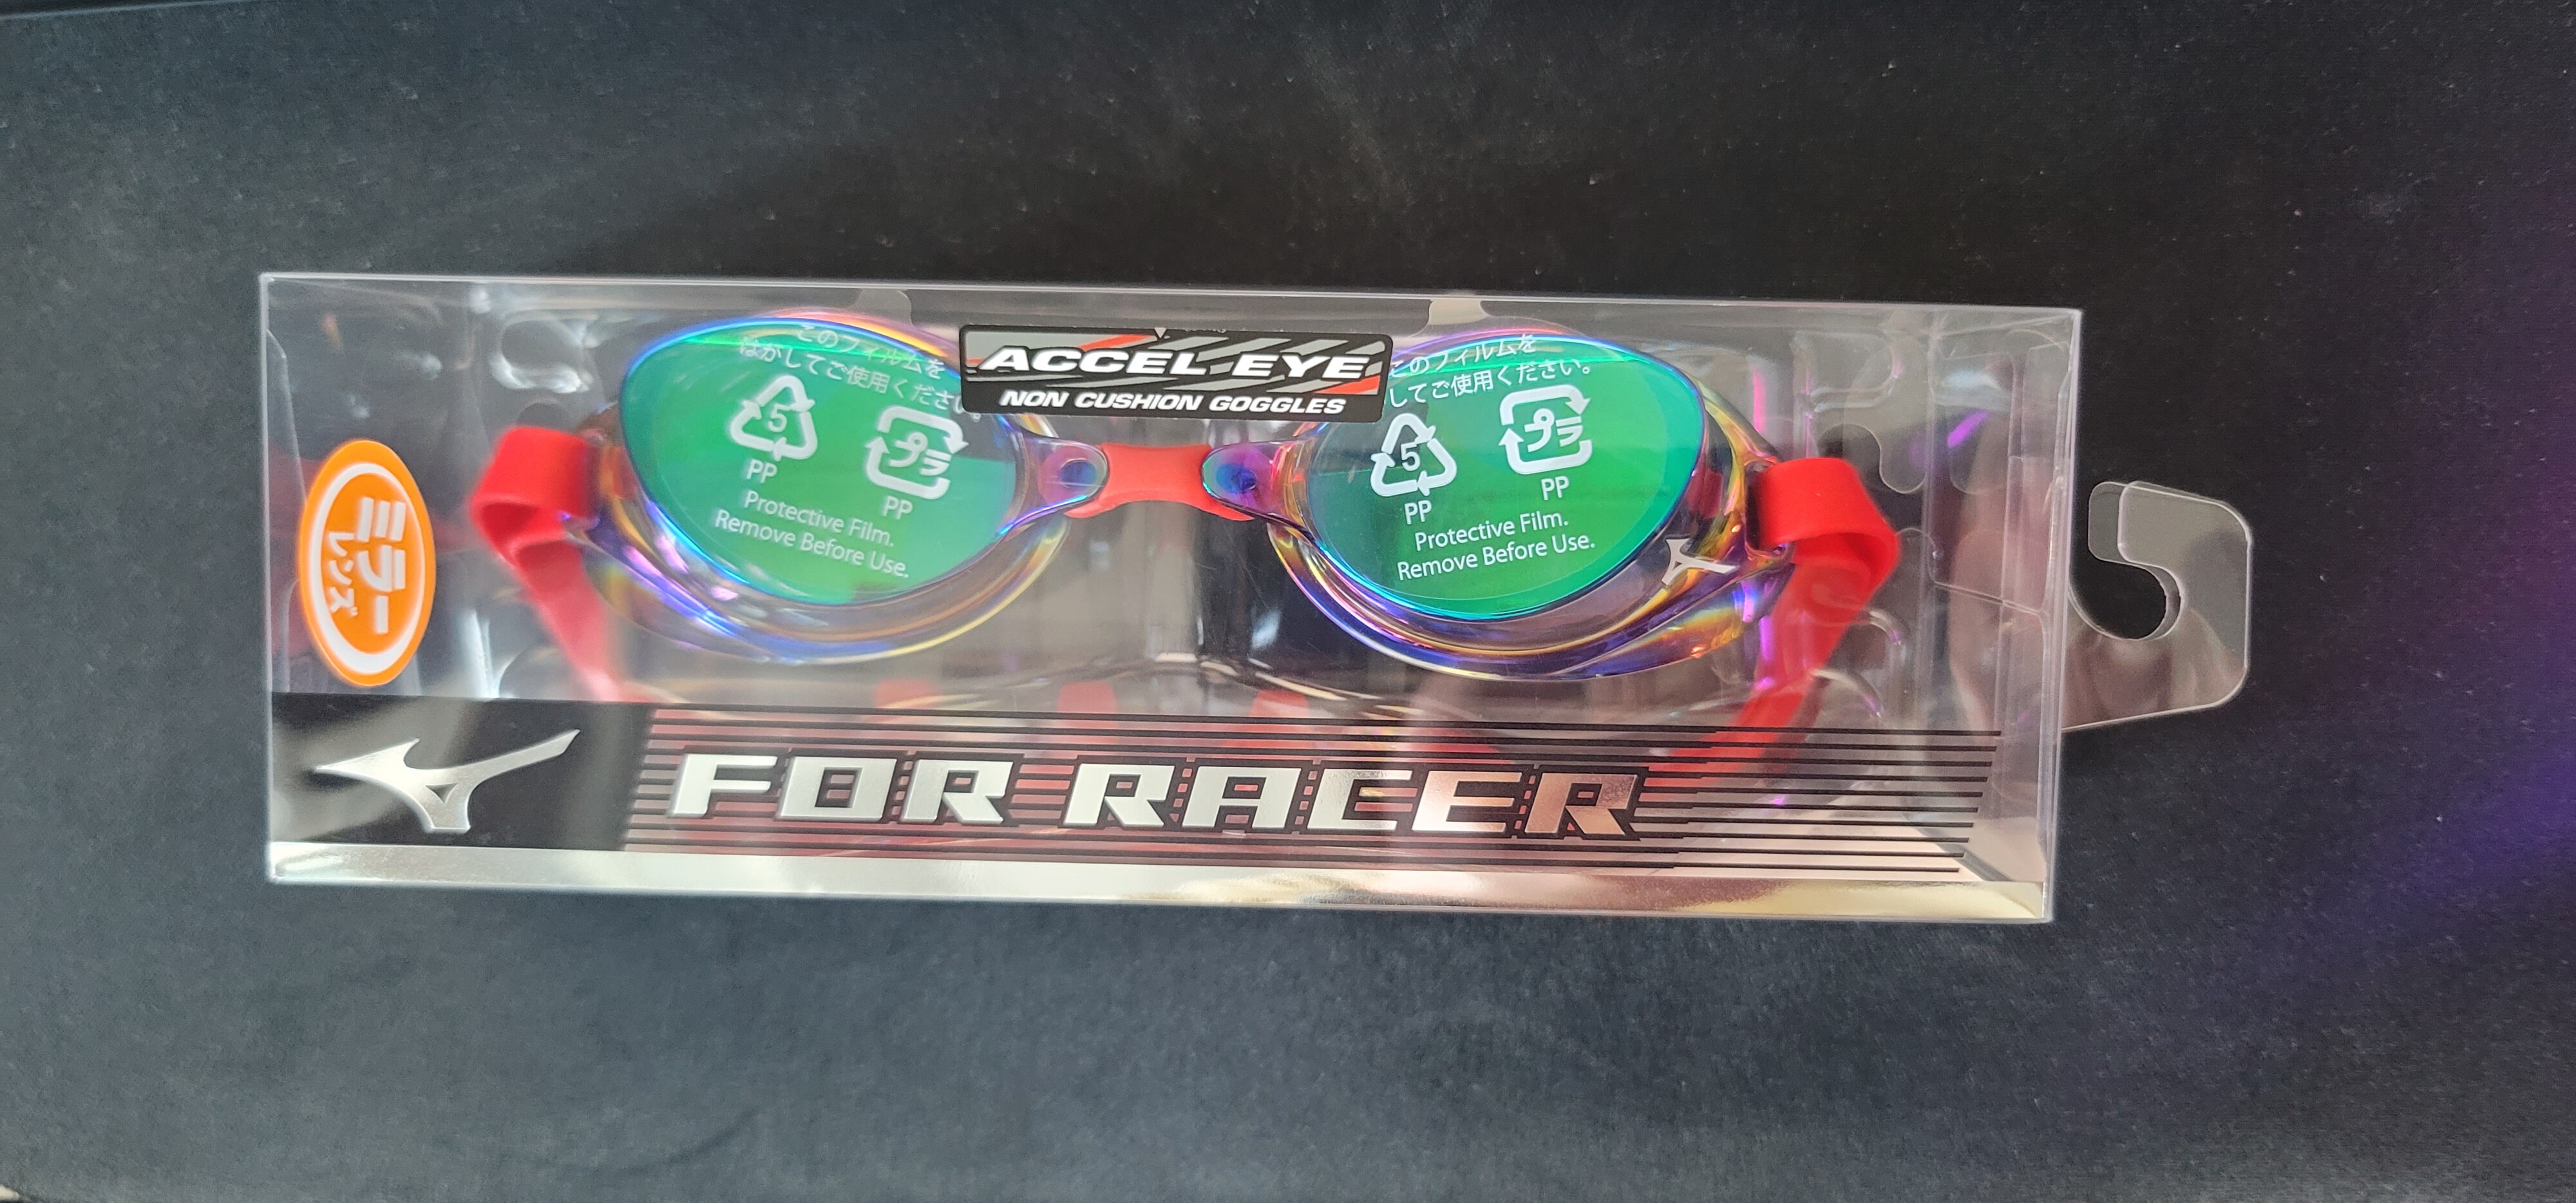 このフィルムを
はがしてご使用ください。
5
PP
プラ
PP
Protective Film.
Remove Before Use.
ACCEL EYE
NON CUSHION GOGGLES
このフィルムを
してご使用ください。
5
PP
プラ
PP
Protective Film.
Remove Before Use.
ミラー
レンズ
FOR RACER